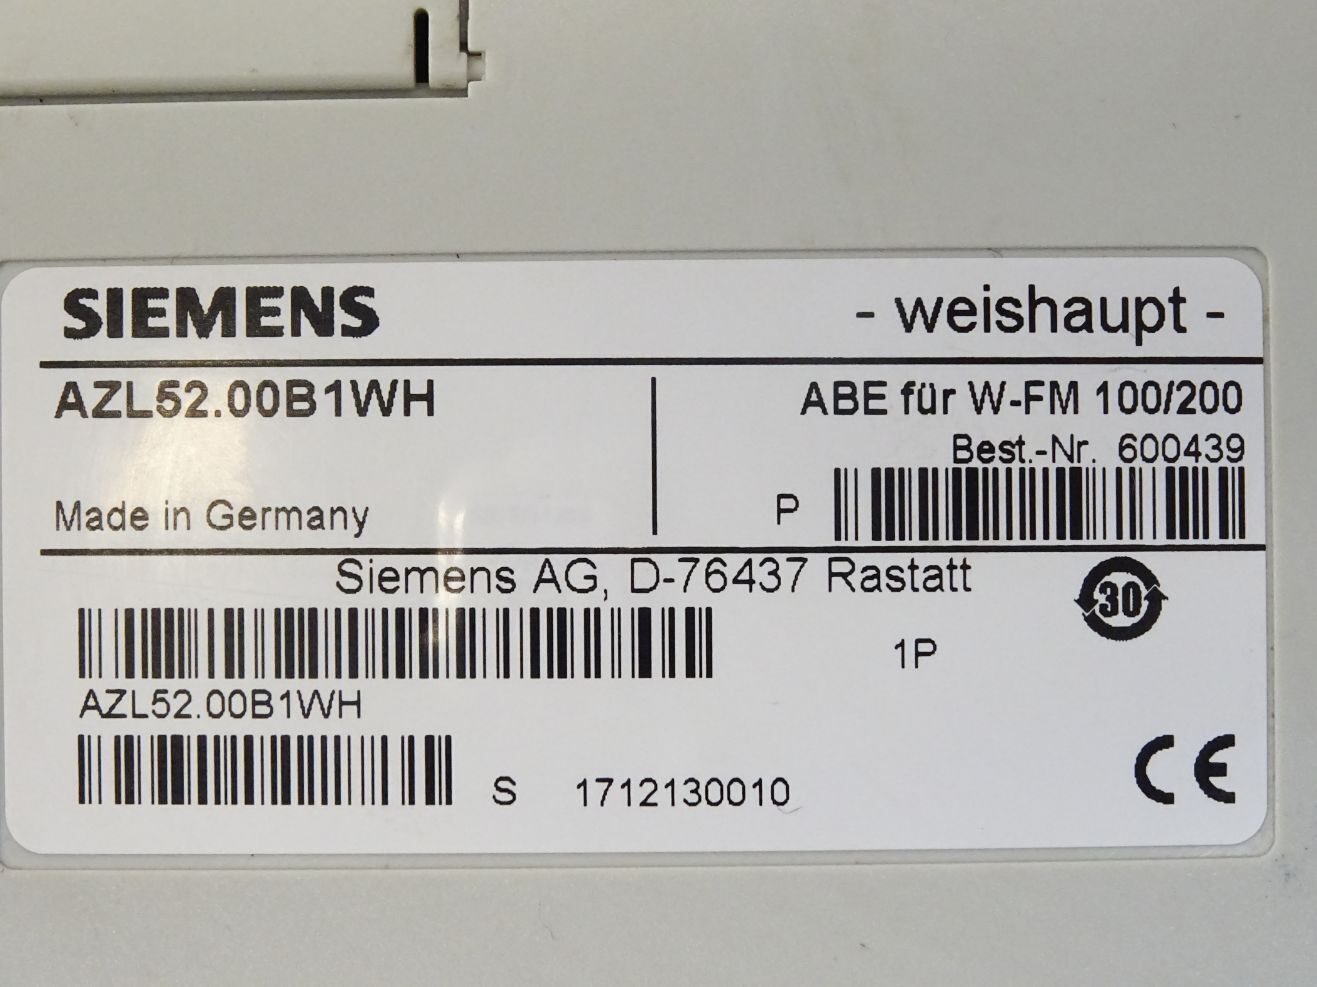 SIEMENS
- weishaupt -
AZL52.00B1WH
ABE für W-FM 100/200
Best.-Nr. 600439
Made in Germany
P
Siemens AG, D-76437 Rastatt
30
1P
AZL52.00B1WH
S 1712130010
CE